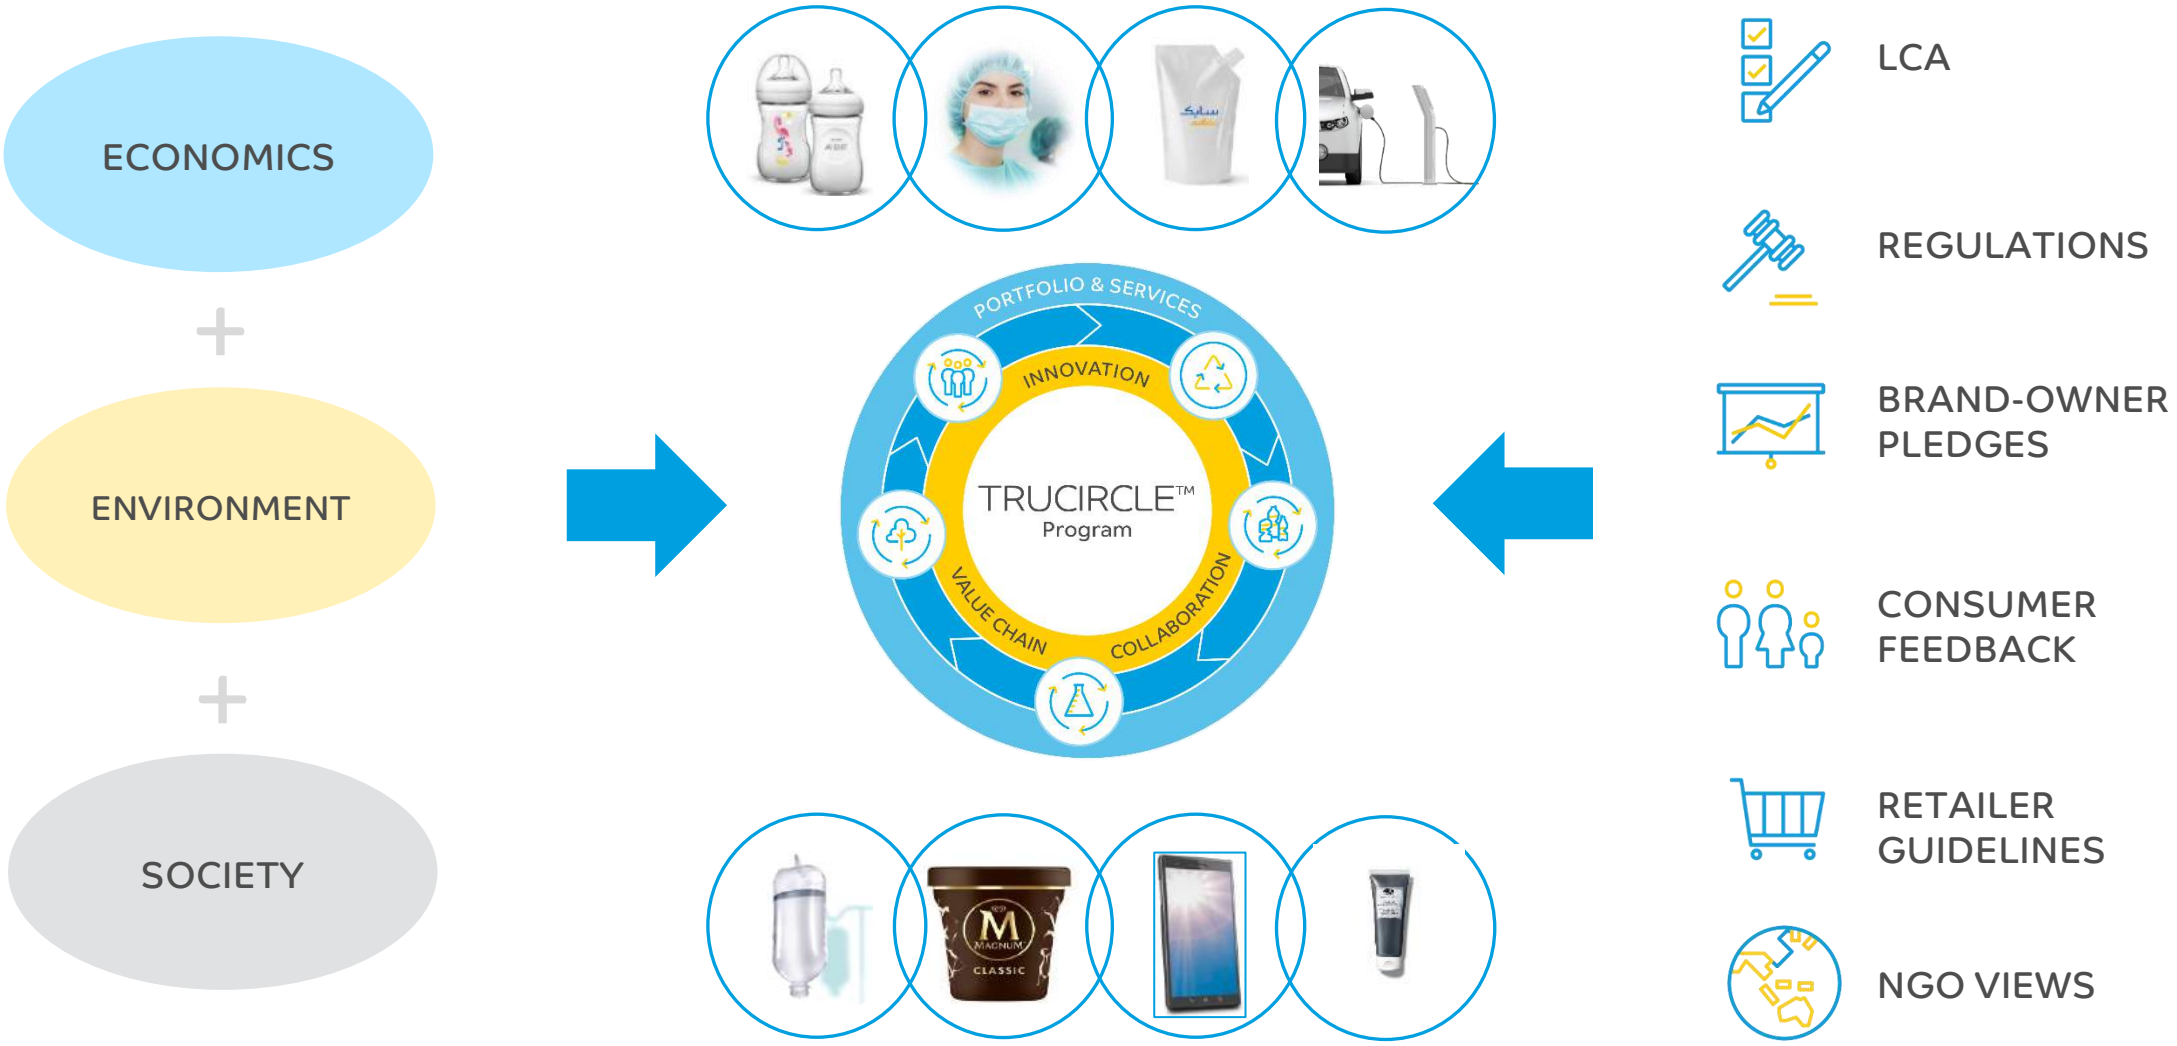 ECONOMICS
ENVIRONMENT
SOCIETY
سابک
PORTFOLIO & SERVICES
INNOVATION
TRUCIRCLE™
Program
VALUE CHAIN
COLLABORATION
M
MAGNUM
CLASSIC
LCA
REGULATIONS
BRAND-OWNER
PLEDGES
CONSUMER
FEEDBACK
RETAILER
GUIDELINES
NGO VIEWS